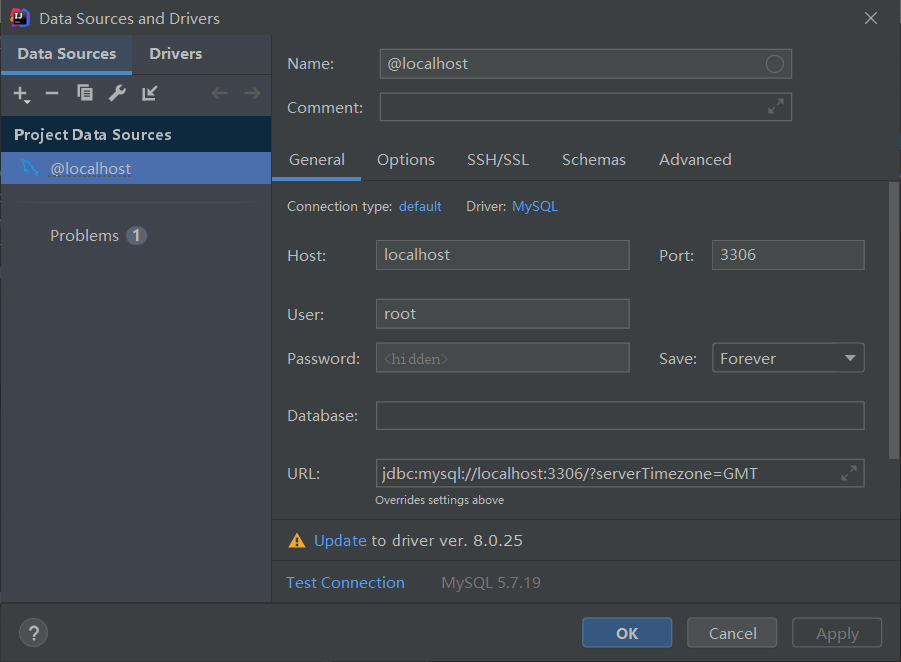 Data Sources and Drivers
Data Sources Drivers
Project Data Sources
@localhost
Problems 1
Name: @localhost
Comment:
General Options SSH/SSL Schemas Advanced
Connection type: default Driver: MySQL
Host: localhost Port: 3306
User: root
Password: <hidden> Save: Forever
Database:
URL: jdbc:mysql://localhost:3306/?serverTimezone=GMT
Overrides settings above
Update to driver ver. 8.0.25
Test Connection MySQL 5.7.19
? OK Cancel Apply